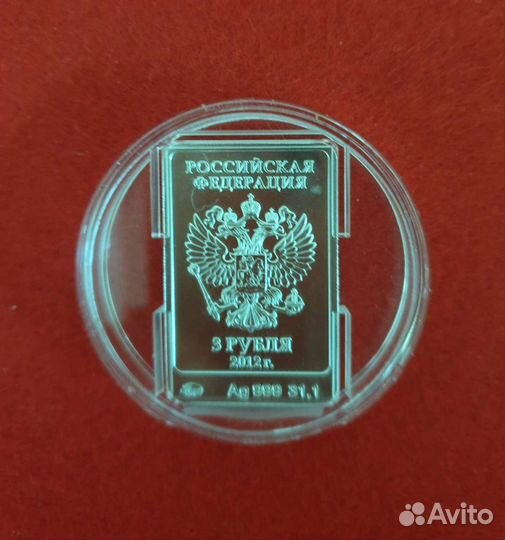 РОССИЙСКАЯ
ФЕДЕРАЦИЯ
3 РУБЛЯ
2012 г.
Ag 999 31,1
Avito